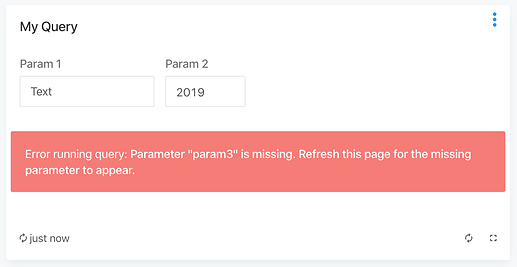 My Query
Param 1 Param 2
Text 2019
Error running query: Parameter "param3" is missing. Refresh this page for the missing
parameter to appear.
just now